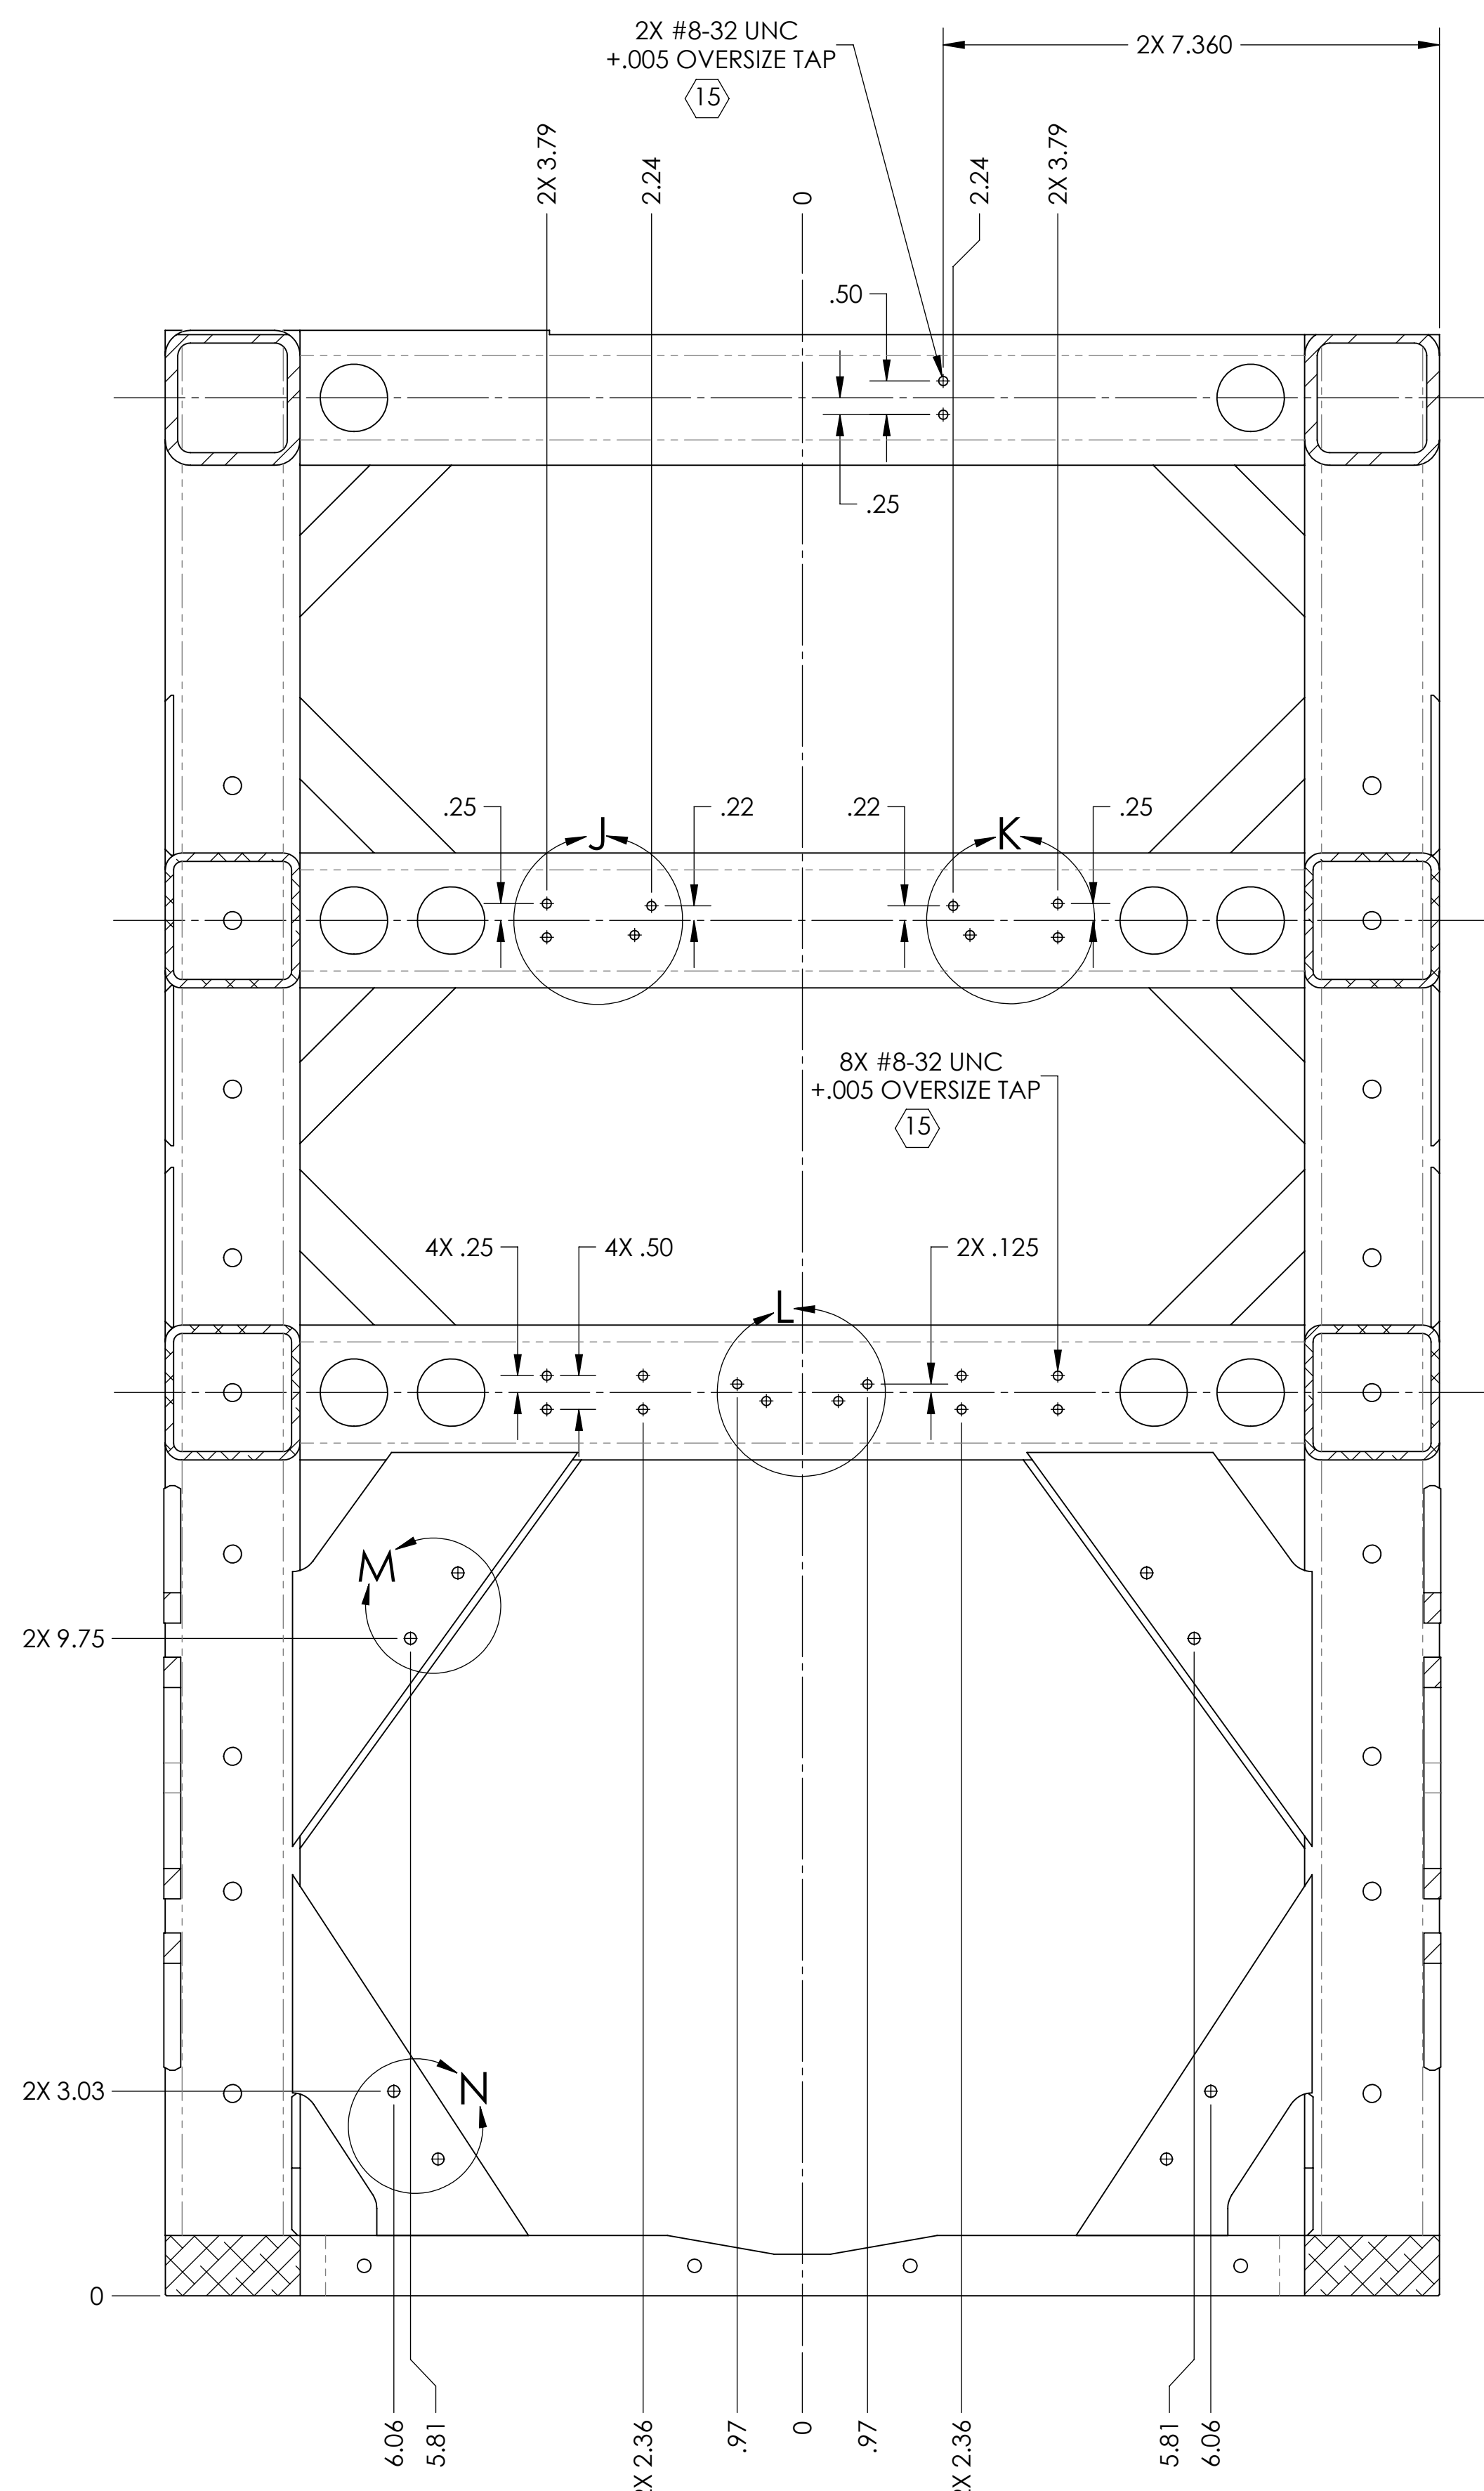 2X #8-32 UNC
+.005 OVERSIZE TAP
15
2X 7.360
2X 3.79
2.24
0
2.24
2X 3.79
.50
.25
.25
J
.22
.22
K
.25
8X #8-32 UNC
+.005 OVERSIZE TAP
15
4X .25
4X .50
2X .125
L
M
2X 9.75
2X 3.03
N
0
6.06
5.81
2X 2.36
.97
0
.97
2X 2.36
5.81
6.06